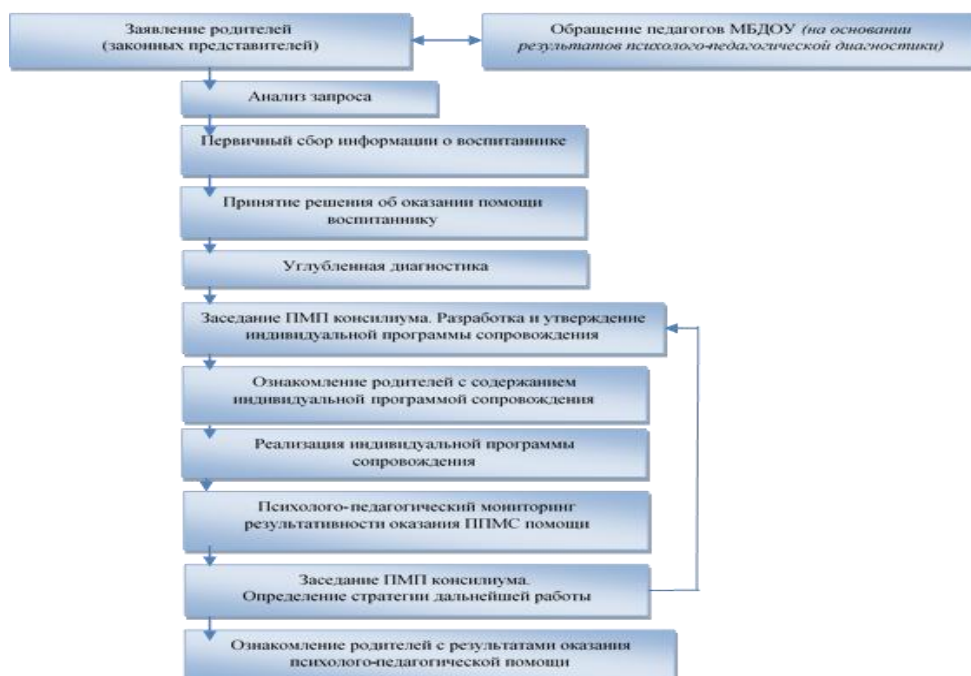 Заявление родителей
(законных представителей)
Обращение педагогов МБДОУ (на основании
результатов психолого-педагогической диагностики)
Анализ запроса
Первичный сбор информации о воспитаннике
Принятие решения об оказании помощи
воспитаннику
Углубленная диагностика
Заседание ПМП консилиума. Разработка и утверждение
индивидуальной программы сопровождения
Ознакомление родителей с содержанием
индивидуальной программой сопровождения
Реализация индивидуальной программы
сопровождения
Психолого-педагогический мониторинг
результативности оказания ППМС помощи
Заседание ПМП консилиума.
Определение стратегии дальнейшей работы
Ознакомление родителей с результатами оказания
психолого-педагогической помощи